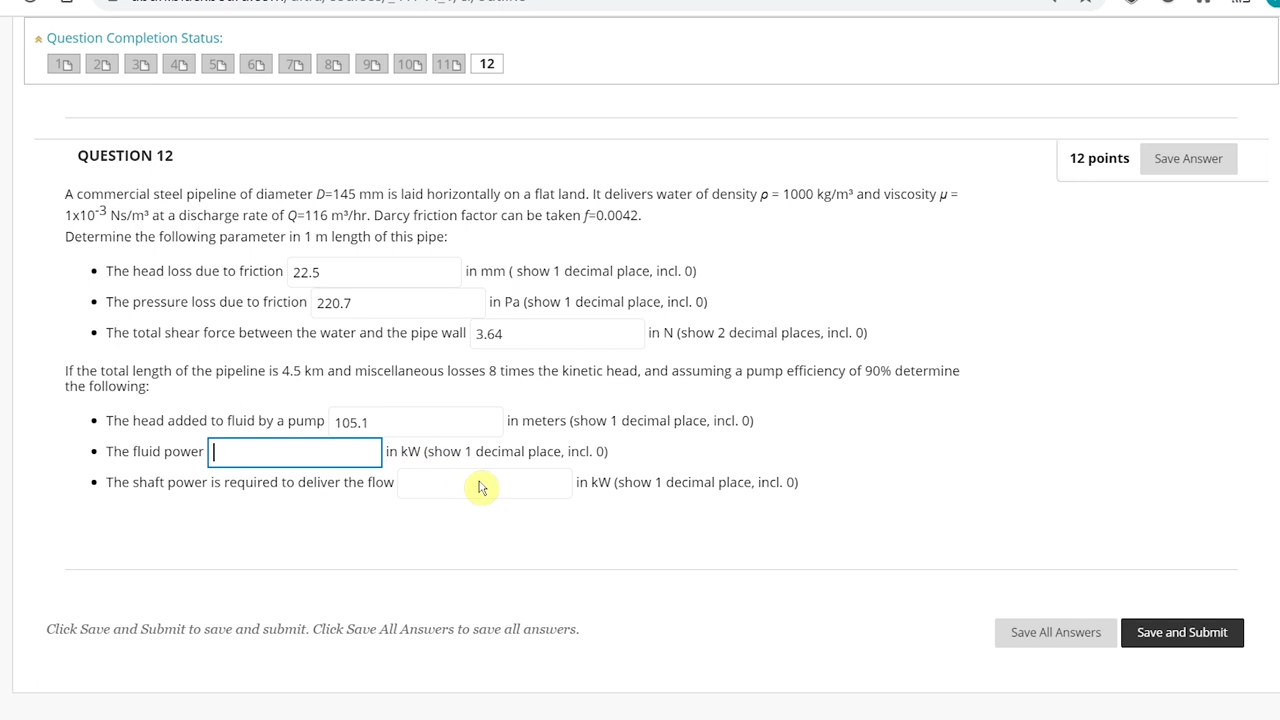 Question Completion Status:
1 2 3 4 5 6 7 8 9 10 11 12
QUESTION 12
12 points
Save Answer
A commercial steel pipeline of diameter D=145 mm is laid horizontally on a flat land. It delivers water of density ρ = 1000 kg/m³ and viscosity μ =
1x10⁻³ Ns/m³ at a discharge rate of Q=116 m³/hr. Darcy friction factor can be taken f=0.0042.
Determine the following parameter in 1 m length of this pipe:
• The head loss due to friction 22.5 in mm ( show 1 decimal place, incl. 0)
• The pressure loss due to friction 220.7 in Pa (show 1 decimal place, incl. 0)
• The total shear force between the water and the pipe wall 3.64 in N (show 2 decimal places, incl. 0)
If the total length of the pipeline is 4.5 km and miscellaneous losses 8 times the kinetic head, and assuming a pump efficiency of 90% determine
the following:
• The head added to fluid by a pump 105.1 in meters (show 1 decimal place, incl. 0)
• The fluid power in kW (show 1 decimal place, incl. 0)
• The shaft power is required to deliver the flow in kW (show 1 decimal place, incl. 0)
Click Save and Submit to save and submit. Click Save All Answers to save all answers.
Save All Answers
Save and Submit